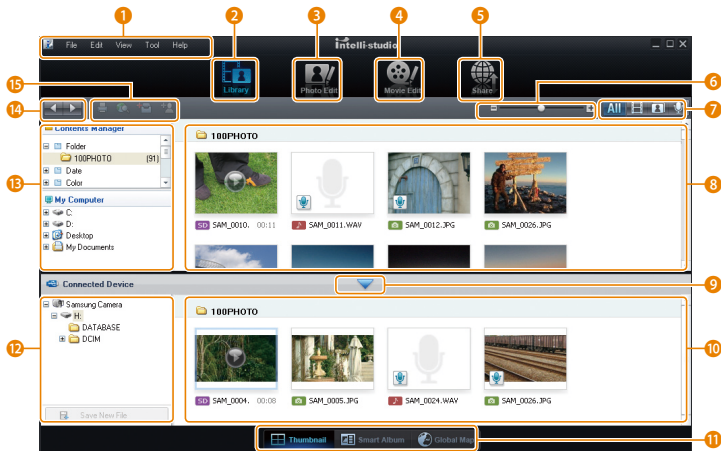 1
2
3
4
5
File Edit View Tool Help
intelli-studio
Library
Photo Edit
Movie Edit
Share
6
15
14
All
7
Contents Manager
Folder
100PHOTO (91)
Date
Color
13
My Computer
C:
D:
Desktop
My Documents
100PHOTO
SD SAM_0010. 00:11
SAM_0011.WAV
SAM_0012.JPG
SAM_0026.JPG
8
Connected Device
9
Samsung Camera
H:
DATABASE
DCIM
12
Save New File
100PHOTO
SD SAM_0004. 00:08
SAM_0005.JPG
SAM_0024.WAV
SAM_0026.JPG
10
Thumbnail
Smart Album
Global Map
11